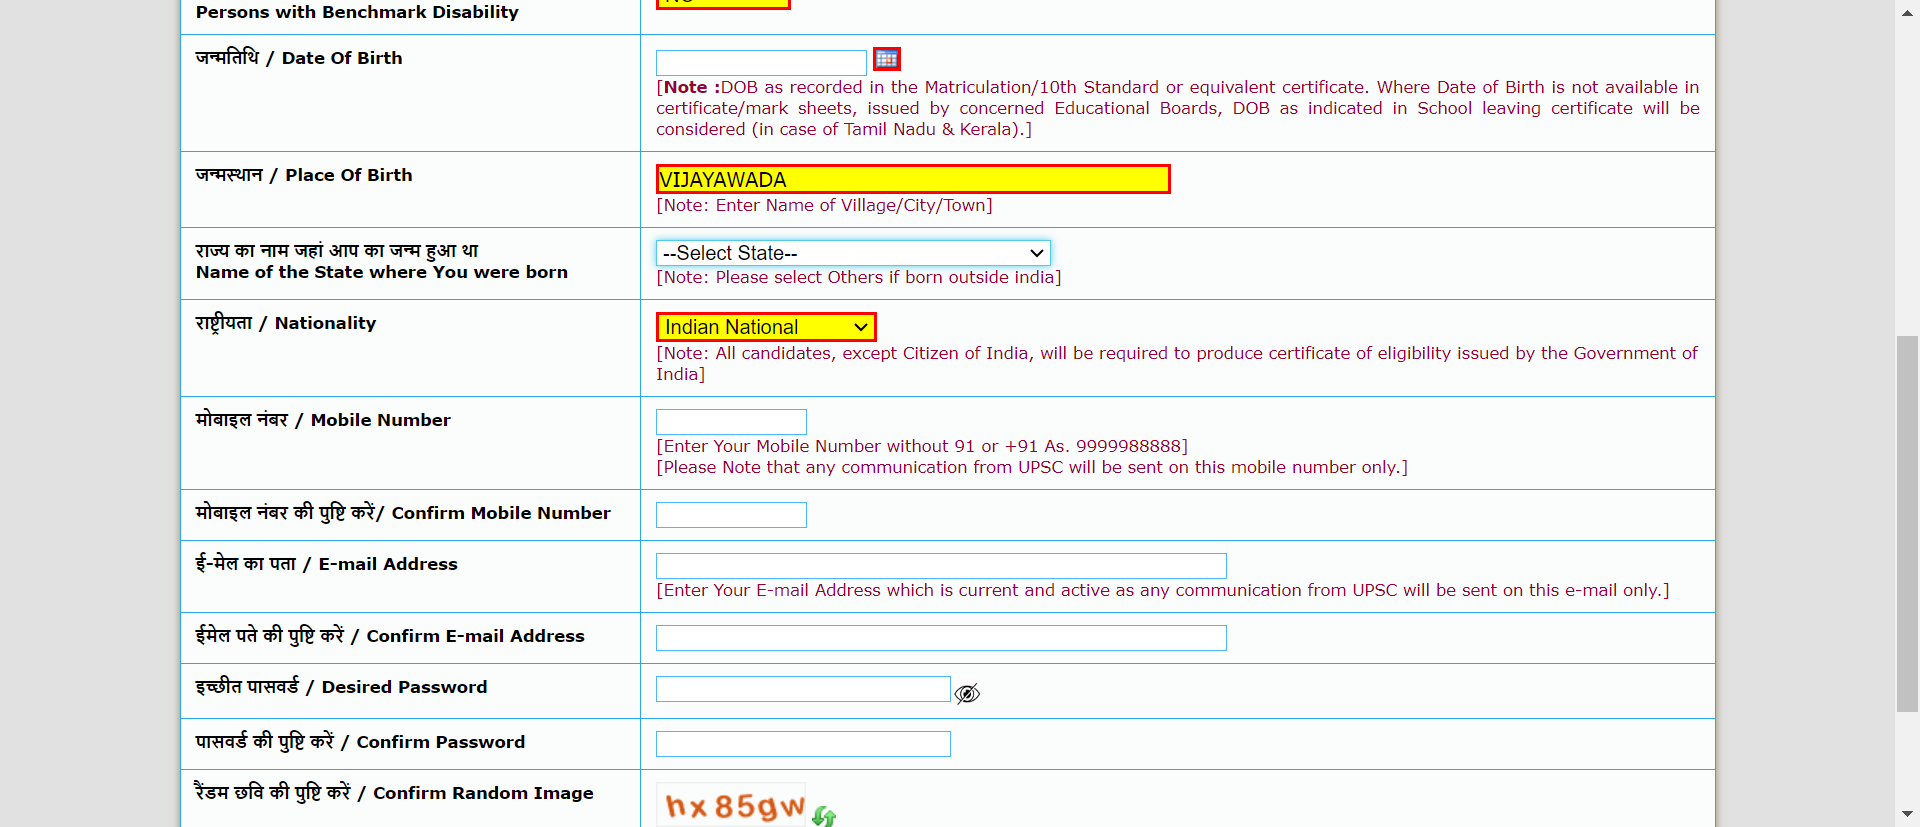 Persons with Benchmark Disability
जन्मतिथि / Date Of Birth
[Note :DOB as recorded in the Matriculation/10th Standard or equivalent certificate. Where Date of Birth is not available in
certificate/mark sheets, issued by concerned Educational Boards, DOB as indicated in School leaving certificate will be
considered (in case of Tamil Nadu & Kerala).]
जन्मस्थान / Place Of Birth
VIJAYAWADA
[Note: Enter Name of Village/City/Town]
राज्य का नाम जहां आप का जन्म हुआ था
Name of the State where You were born
--Select State--
[Note: Please select Others if born outside india]
राष्ट्रीयता / Nationality
Indian National
[Note: All candidates, except Citizen of India, will be required to produce certificate of eligibility issued by the Government of
India]
मोबाइल नंबर / Mobile Number
[Enter Your Mobile Number without 91 or +91 As. 9999988888]
[Please Note that any communication from UPSC will be sent on this mobile number only.]
मोबाइल नंबर की पुष्टि करें/ Confirm Mobile Number
ई-मेल का पता / E-mail Address
[Enter Your E-mail Address which is current and active as any communication from UPSC will be sent on this e-mail only.]
ईमेल पते की पुष्टि करें / Confirm E-mail Address
इच्छीत पासवर्ड / Desired Password
पासवर्ड की पुष्टि करें / Confirm Password
रैंडम छवि की पुष्टि करें / Confirm Random Image
hx85gw